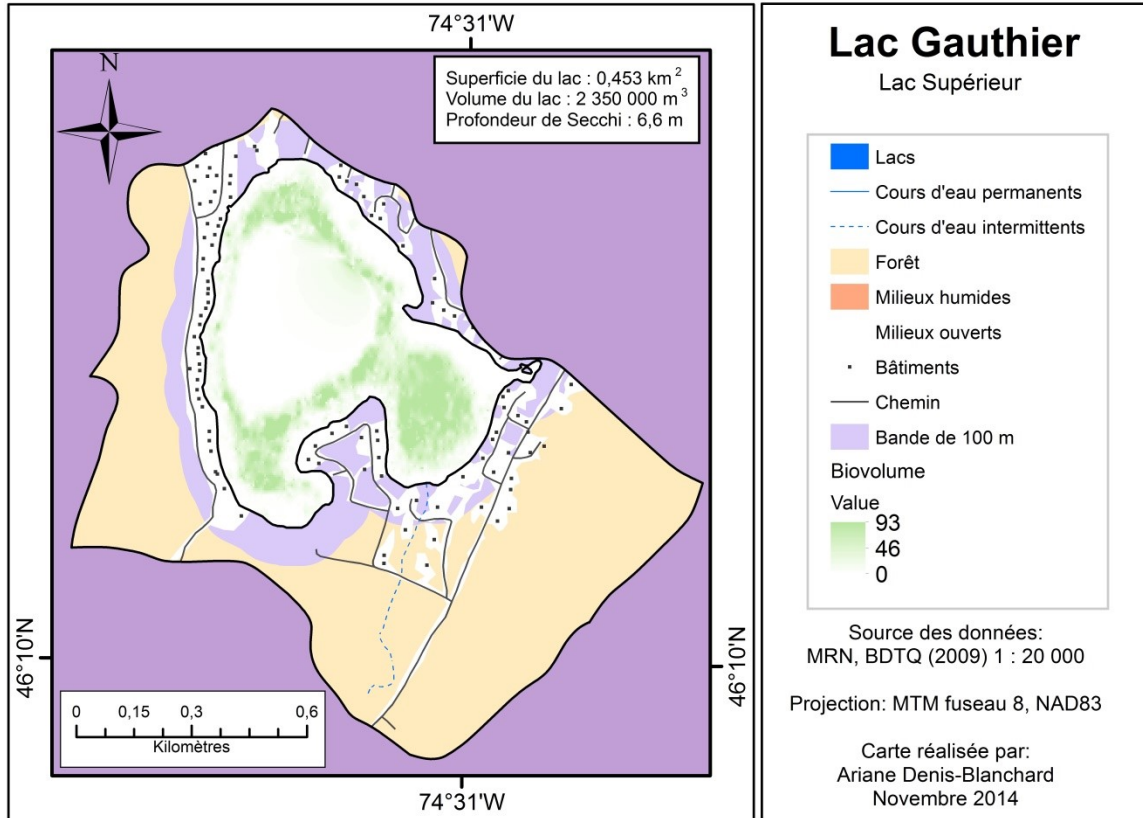 74°31'W
N
Superficie du lac : 0,453 km²
Volume du lac : 2 350 000 m³
Profondeur de Secchi : 6,6 m
46°10'N
46°10'N
0 0,15 0,3 0,6
Kilomètres
74°31'W
Lac Gauthier
Lac Supérieur
Lacs
Cours d'eau permanents
Cours d'eau intermittents
Forêt
Milieux humides
Milieux ouverts
Bâtiments
Chemin
Bande de 100 m
Biovolume
Value
93
46
0
Source des données:
MRN, BDTQ (2009) 1 : 20 000
Projection: MTM fuseau 8, NAD83
Carte réalisée par:
Ariane Denis-Blanchard
Novembre 2014